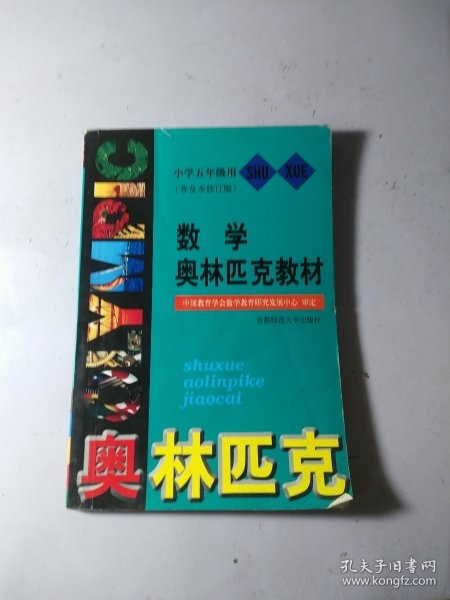 小学五年级用
SHU XUE
(普及本修订版)
数学
奥林匹克教材
中国教育学会数学教育研究发展中心 审定
首都师范大学出版社
shuxue
aolinpike
jiaocai
OLYMPIC
奥林匹克
孔夫子旧书网
www.kongfz.com